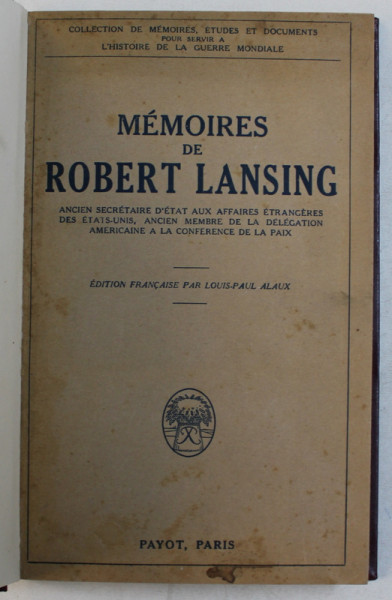 COLLECTION DE MÉMOIRES, ÉTUDES ET DOCUMENTS
POUR SERVIR A
L'HISTOIRE DE LA GUERRE MONDIALE
MÉMOIRES
DE
ROBERT LANSING
ANCIEN SECRÉTAIRE D'ÉTAT AUX AFFAIRES ÉTRANGÈRES
DES ÉTATS-UNIS, ANCIEN MEMBRE DE LA DÉLÉGATION
AMERICAINE A LA CONFERENCE DE LA PAIX
ÉDITION FRANÇAISE PAR LOUIS-PAUL ALAUX
PAYOT, PARIS